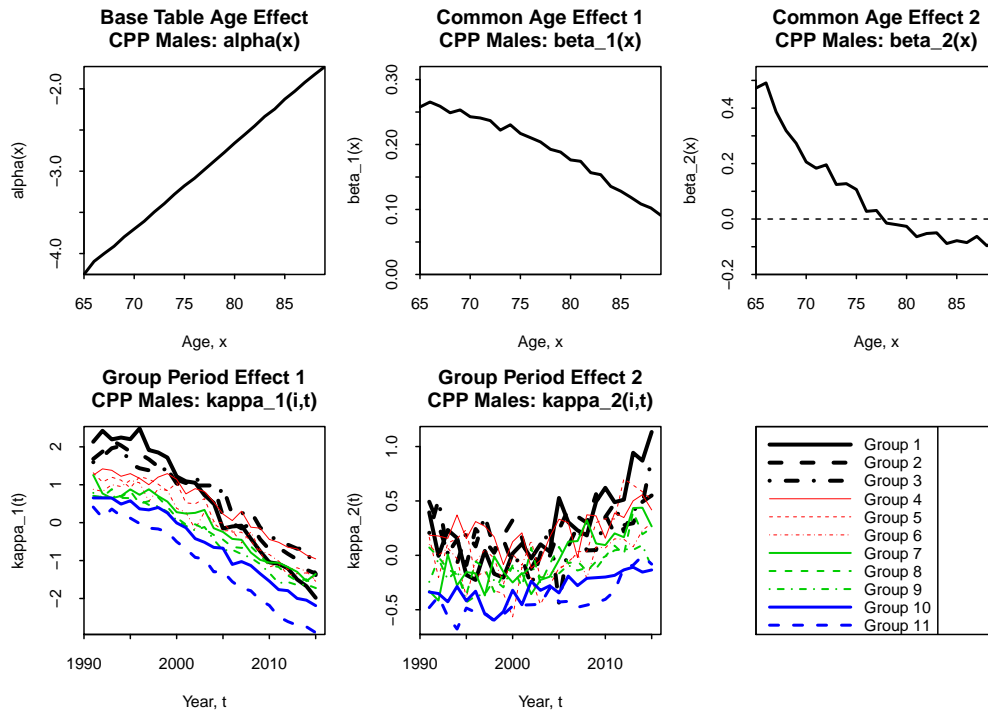 Base Table Age Effect
CPP Males: alpha(x)
alpha(x)
−2.0
−3.0
−4.0
65
70
75
80
85
Age, x
Common Age Effect 1
CPP Males: beta_1(x)
beta_1(x)
0.30
0.20
0.10
0.00
65
70
75
80
85
Age, x
Common Age Effect 2
CPP Males: beta_2(x)
beta_2(x)
0.4
0.2
0.0
−0.2
65
70
75
80
85
Age, x
Group Period Effect 1
CPP Males: kappa_1(i,t)
kappa_1(t)
2
1
0
−1
−2
1990
2000
2010
Year, t
Group Period Effect 2
CPP Males: kappa_2(i,t)
kappa_2(t)
1.0
0.5
0.0
−0.5
1990
2000
2010
Year, t
Group 1
Group 2
Group 3
Group 4
Group 5
Group 6
Group 7
Group 8
Group 9
Group 10
Group 11